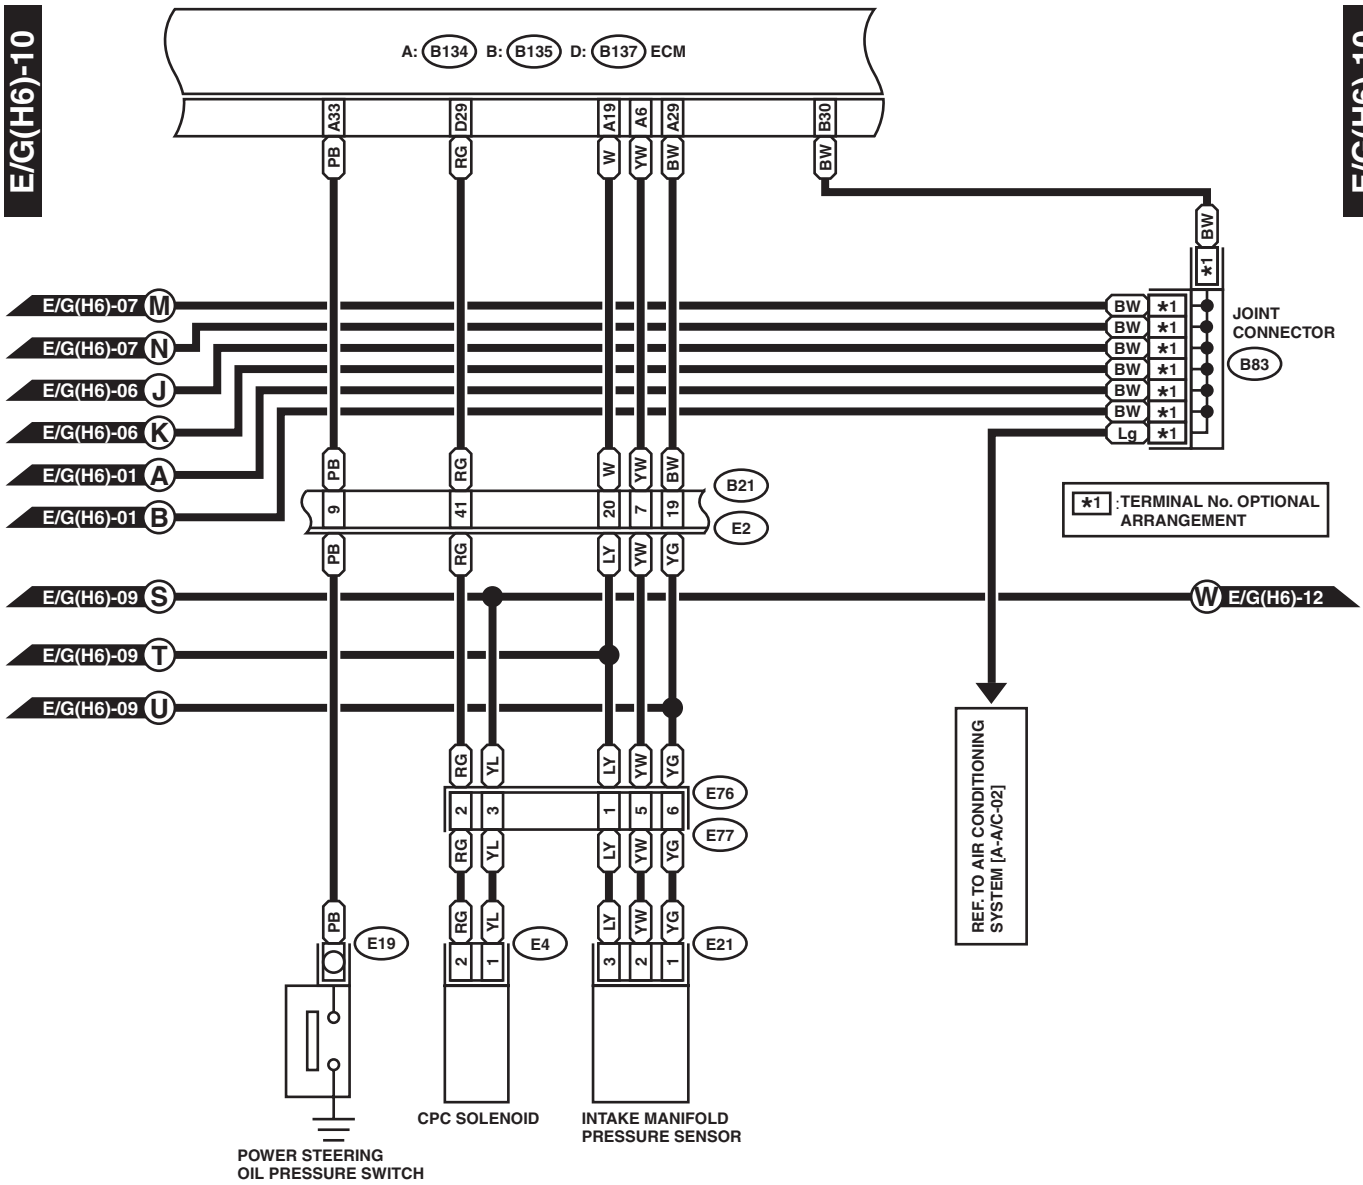 E/G(H6)-10
E/G(H6)-10
A: B134 B: B135 D: B137 ECM
A33 D29 A19 A6 A29 B30
PB RG W YW BW BW
BW
*1
E/G(H6)-07 M BW *1
E/G(H6)-07 N BW *1
E/G(H6)-06 J BW *1
E/G(H6)-06 K BW *1
E/G(H6)-01 A BW *1
E/G(H6)-01 B BW *1
Lg *1
JOINT
CONNECTOR
B83
PB RG W YW BW
B21
9 41 20 7 19
E2
PB RG LY YW YG
*1 :TERMINAL No. OPTIONAL
ARRANGEMENT
E/G(H6)-09 S
W E/G(H6)-12
E/G(H6)-09 T
E/G(H6)-09 U
RG YL LY YW YG
E76
2 3 1 5 6
E77
RG YL LY YW YG
REF. TO AIR CONDITIONING
SYSTEM [A-A/C-02]
PB RG YL LY YW YG
E19 E4 E21
2 1 3 2 1
CPC SOLENOID
INTAKE MANIFOLD
PRESSURE SENSOR
POWER STEERING
OIL PRESSURE SWITCH